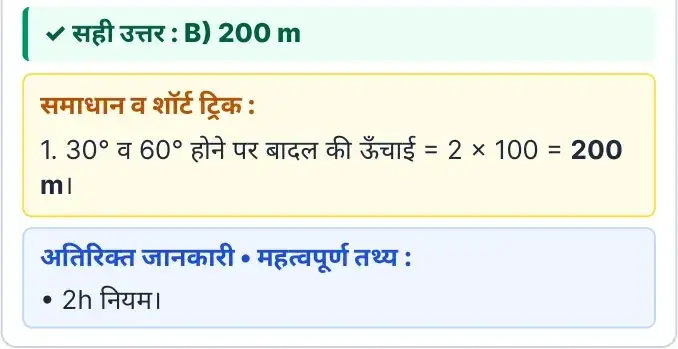 ✓ सही उत्तर : B) 200 m
समाधान व शॉर्ट ट्रिक :
1. 30° व 60° होने पर बादल की ऊँचाई = 2 × 100 = 200
m।
अतिरिक्त जानकारी • महत्वपूर्ण तथ्य :
• 2h नियम।